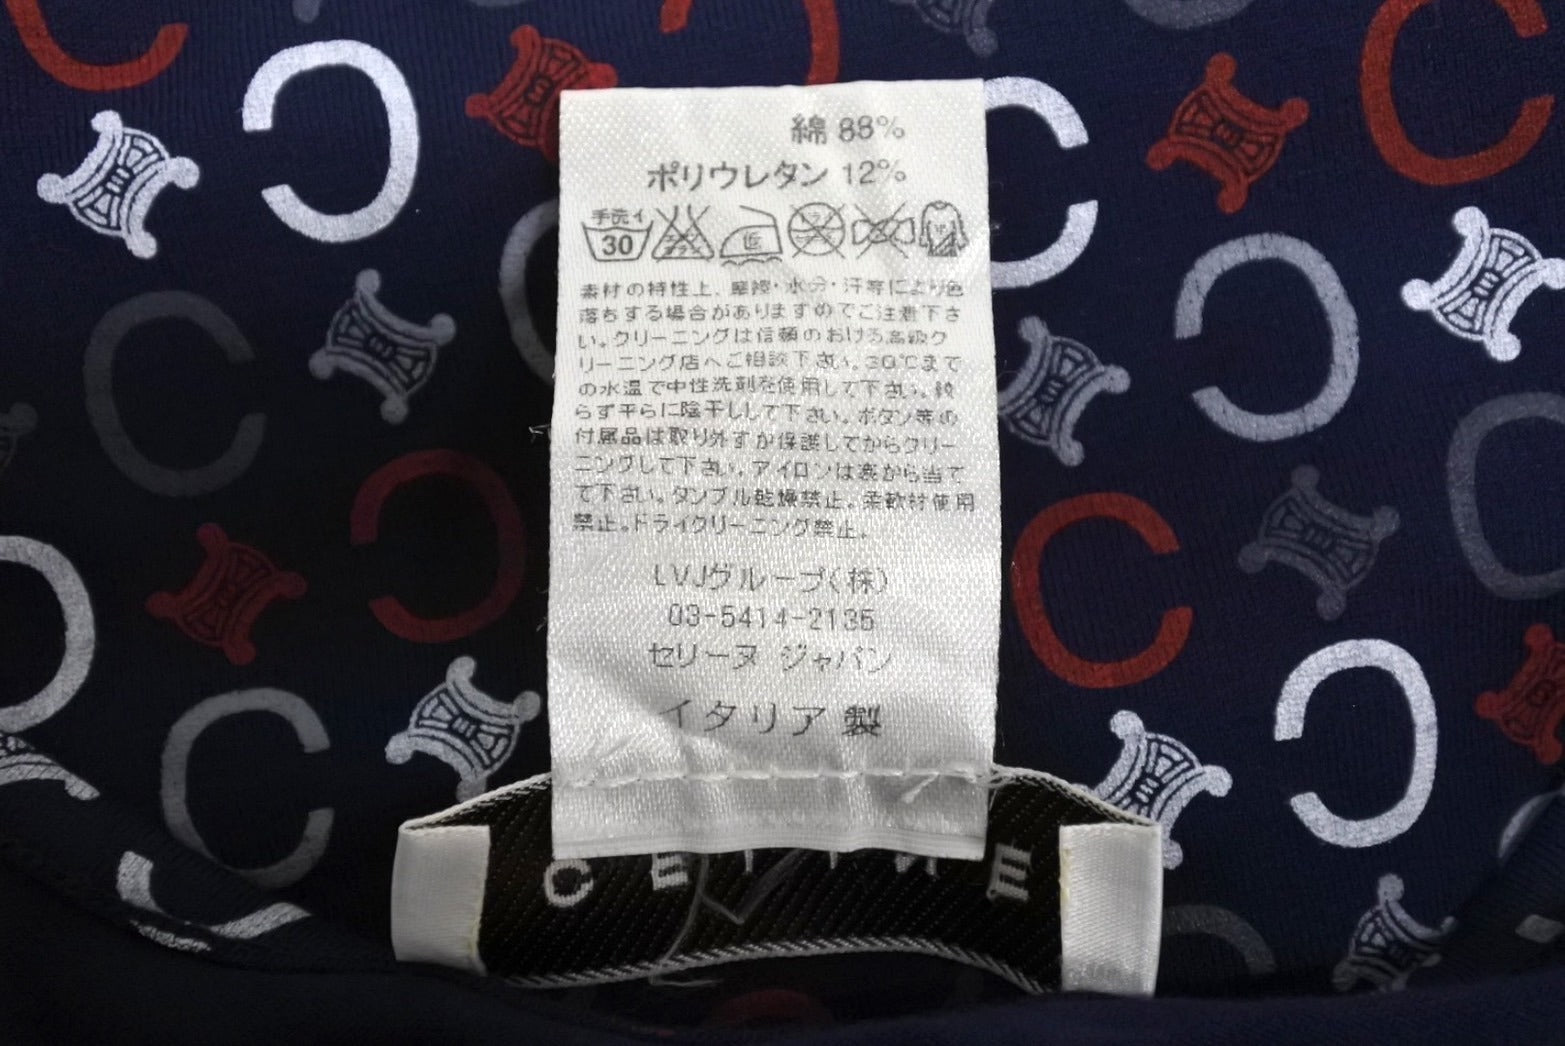 綿 88%
ポリウレタン 12%
手洗イ
30
素材の特性上、摩擦・水分・汗等により色
落ちする場合がありますのでご注意下さ
い。クリーニングは信頼のおける高級ク
リーニング店へご相談下さい。30℃まで
の水温で中性洗剤を使用して下さい。絞
らず平らに陰干しして下さい。ボタン等の
付属品は取り外すか保護してからクリー
ニングして下さい。アイロンは裏から当て
て下さい。タンブル乾燥禁止。柔軟材使用
禁止。ドライクリーニング禁止。
LVJグループ(株)
03-5414-2135
セリーヌ ジャパン
イタリア製
CELINE